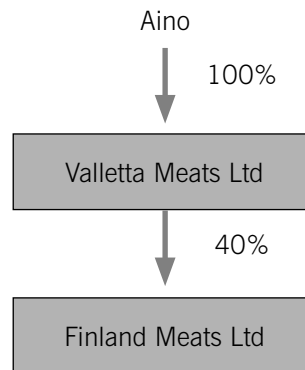 Aino
100%
Valletta Meats Ltd
40%
Finland Meats Ltd